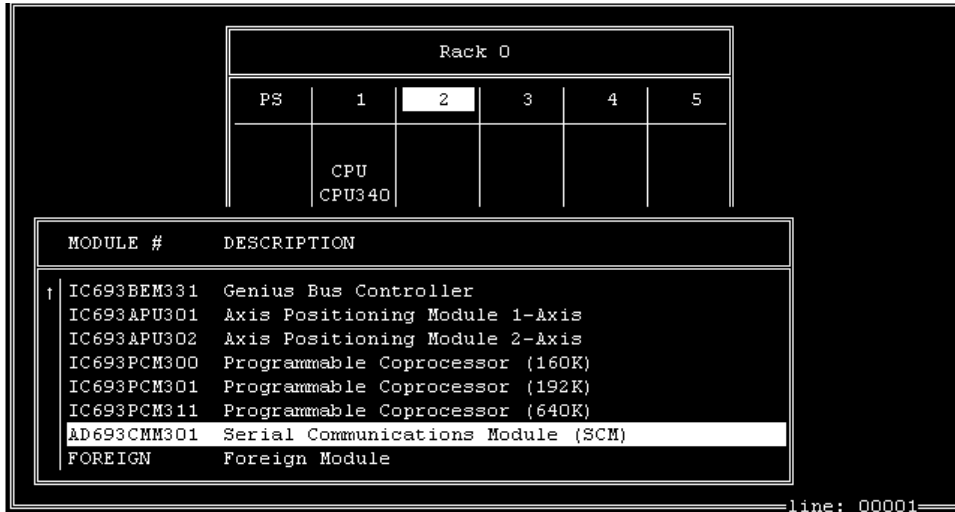 Rack 0
PS 1 2 3 4 5
CPU
CPU340
MODULE # DESCRIPTION
↑ IC693BEM331 Genius Bus Controller
IC693APU301 Axis Positioning Module 1-Axis
IC693APU302 Axis Positioning Module 2-Axis
IC693PCM300 Programmable Coprocessor (160K)
IC693PCM301 Programmable Coprocessor (192K)
IC693PCM311 Programmable Coprocessor (640K)
AD693CMM301 Serial Communications Module (SCM)
FOREIGN Foreign Module
line: 00001